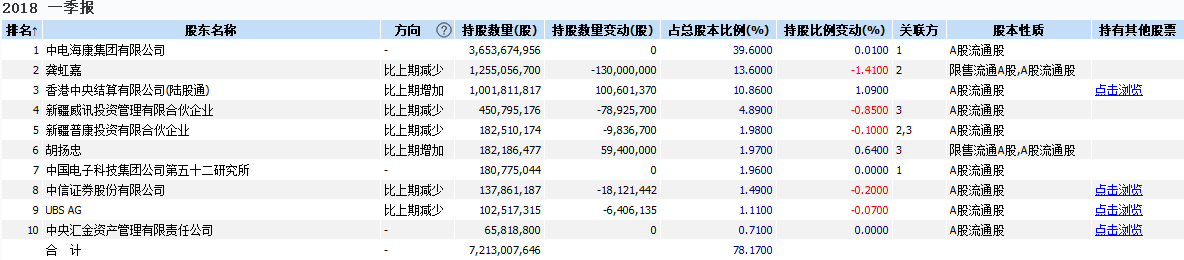 2018 一季报
排名↑ 股东名称 方向 ? 持股数量(股) 持股数量变动(股) 占总股本比例(%) 持股比例变动(%) 关联方 股本性质 持有其他股票
1 中电海康集团有限公司 - 3,653,674,956 0 39.6000 0.0100 1 A股流通股
2 龚虹嘉 比上期减少 1,255,056,700 -130,000,000 13.6000 -1.4100 2 限售流通A股,A股流通股
3 香港中央结算有限公司(陆股通) 比上期增加 1,001,811,817 100,601,370 10.8600 1.0900 A股流通股 点击浏览
4 新疆威讯投资管理有限合伙企业 比上期减少 450,795,176 -78,925,700 4.8900 -0.8500 3 A股流通股
5 新疆普康投资有限合伙企业 比上期减少 182,510,174 -9,836,700 1.9800 -0.1000 2,3 A股流通股
6 胡扬忠 比上期增加 182,186,477 59,400,000 1.9700 0.6400 3 限售流通A股,A股流通股
7 中国电子科技集团公司第五十二研究所 - 180,775,044 0 1.9600 0.0000 1 A股流通股
8 中信证券股份有限公司 比上期减少 137,861,187 -18,121,442 1.4900 -0.2000 A股流通股 点击浏览
9 UBS AG 比上期减少 102,517,315 -6,406,135 1.1100 -0.0700 A股流通股 点击浏览
10 中央汇金资产管理有限责任公司 - 65,818,800 0 0.7100 0.0000 A股流通股 点击浏览
合 计 - 7,213,007,646 78.1700